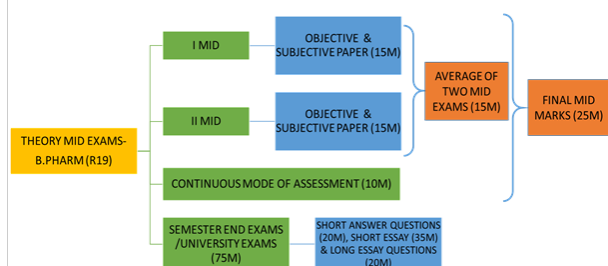 THEORY MID EXAMS-
B.PHARM (R19)
I MID
OBJECTIVE &
SUBJECTIVE PAPER (15M)
II MID
OBJECTIVE &
SUBJECTIVE PAPER (15M)
AVERAGE OF
TWO MID
EXAMS (15M)
FINAL MID
MARKS (25M)
CONTINUOUS MODE OF ASSESSMENT (10M)
SEMESTER END EXAMS
/UNIVERSITY EXAMS
(75M)
SHORT ANSWER QUESTIONS
(20M), SHORT ESSAY (35M)
& LONG ESSAY QUESTIONS
(20M)